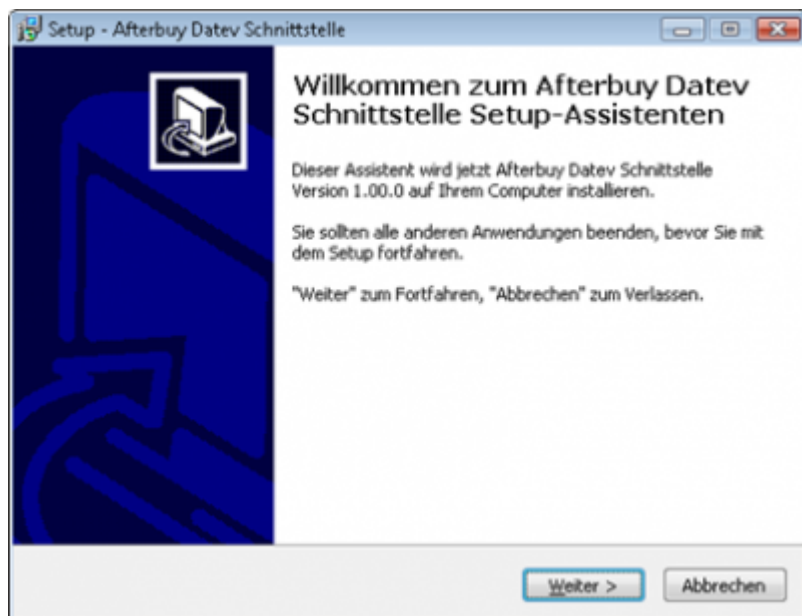 Setup - Afterbuy Datev Schnittstelle
Willkommen zum Afterbuy Datev
Schnittstelle Setup-Assistenten
Dieser Assistent wird jetzt Afterbuy Datev Schnittstelle
Version 1.00.0 auf Ihrem Computer installieren.
Sie sollten alle anderen Anwendungen beenden, bevor Sie mit
dem Setup fortfahren.
"Weiter" zum Fortfahren, "Abbrechen" zum Verlassen.
Weiter >
Abbrechen